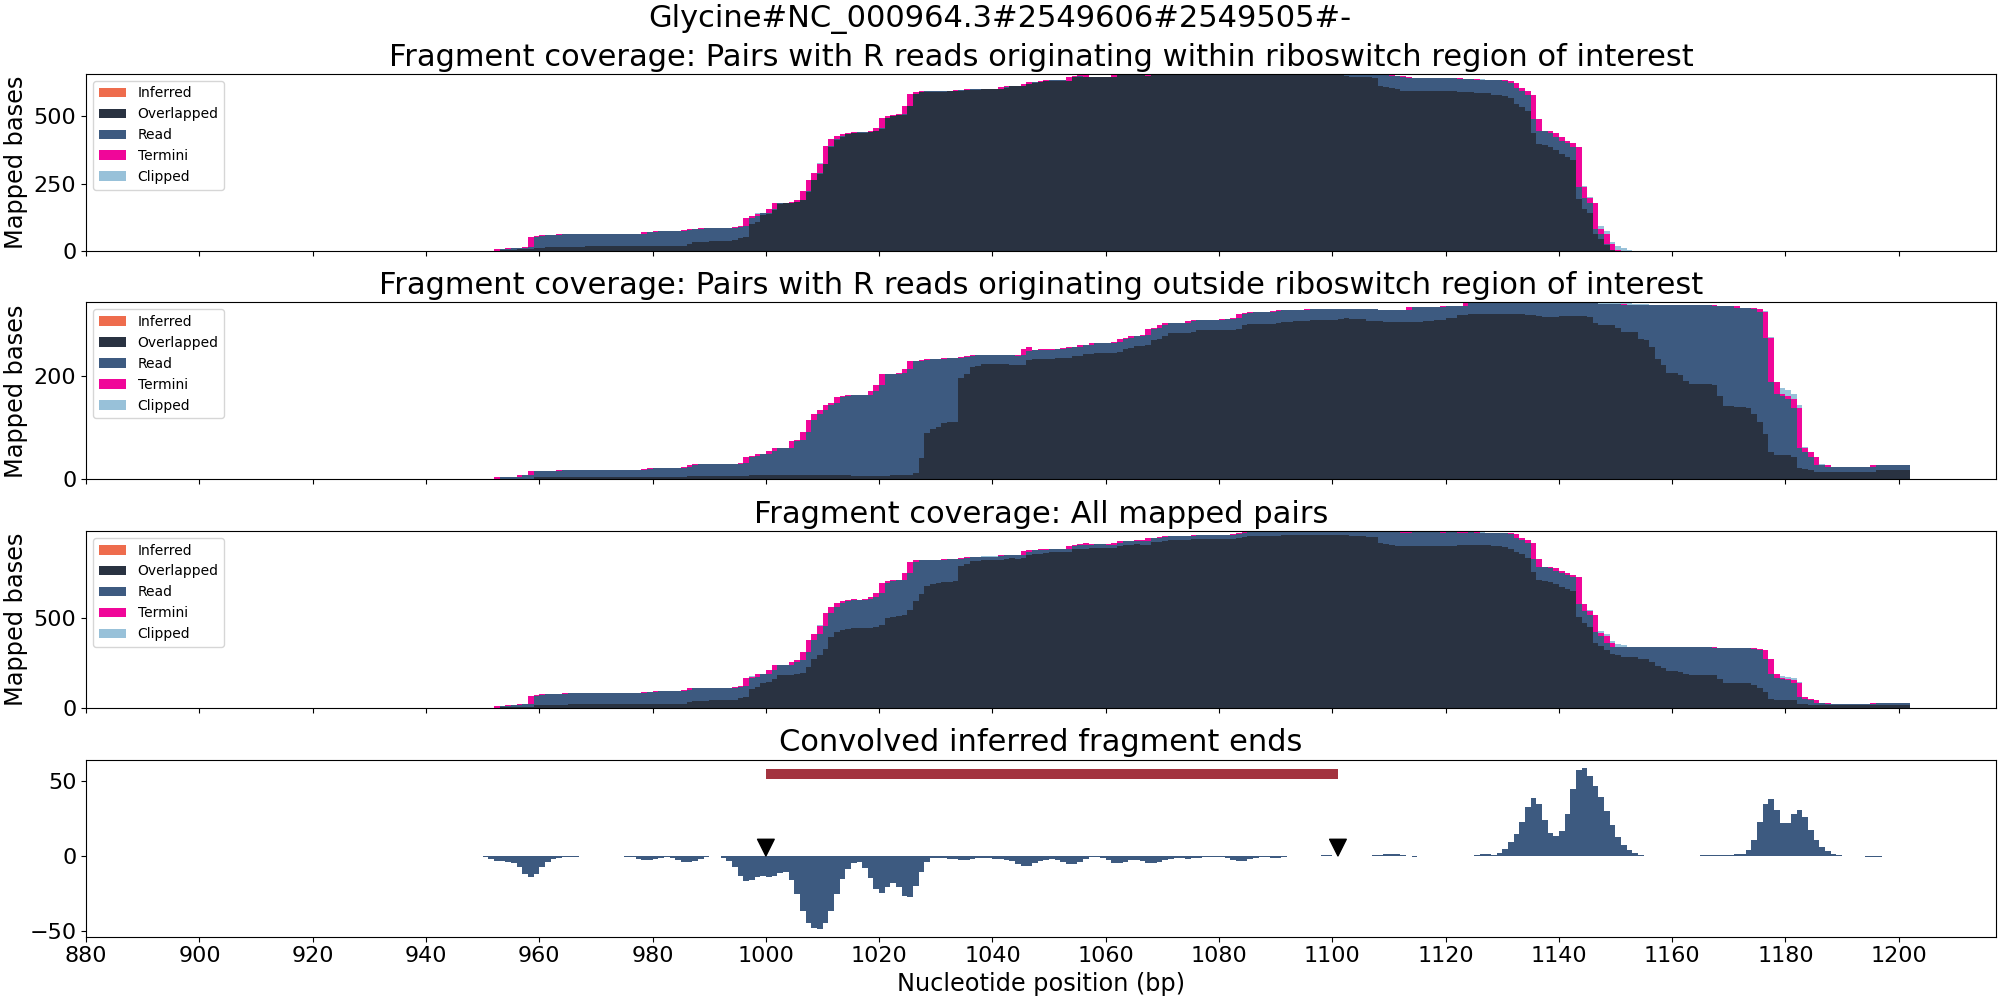 Glycine#NC_000964.3#2549606#2549505#-
Fragment coverage: Pairs with R reads originating within riboswitch region of interest
Mapped bases
500
250
0
Inferred
Overlapped
Read
Termini
Clipped
Fragment coverage: Pairs with R reads originating outside riboswitch region of interest
Mapped bases
200
0
Inferred
Overlapped
Read
Termini
Clipped
Fragment coverage: All mapped pairs
Mapped bases
500
0
Inferred
Overlapped
Read
Termini
Clipped
Convolved inferred fragment ends
50
0
−50
880 900 920 940 960 980 1000 1020 1040 1060 1080 1100 1120 1140 1160 1180 1200
Nucleotide position (bp)